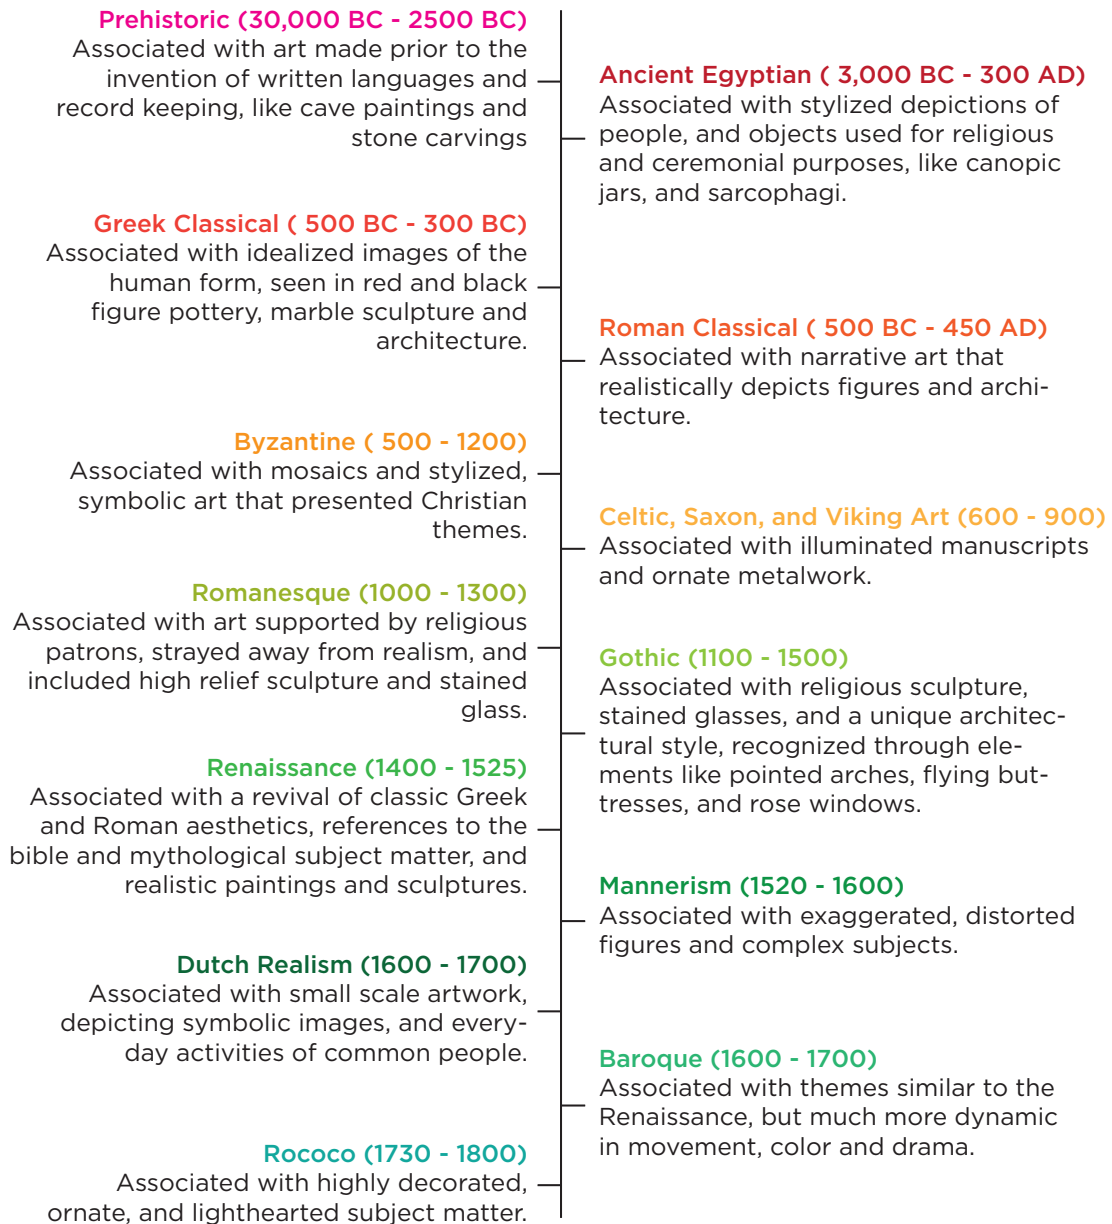 Prehistoric (30,000 BC - 2500 BC)
Associated with art made prior to the
invention of written languages and
record keeping, like cave paintings and
stone carvings
Ancient Egyptian ( 3,000 BC - 300 AD)
Associated with stylized depictions of
people, and objects used for religious
and ceremonial purposes, like canopic
jars, and sarcophagi.
Greek Classical ( 500 BC - 300 BC)
Associated with idealized images of the
human form, seen in red and black
figure pottery, marble sculpture and
architecture.
Roman Classical ( 500 BC - 450 AD)
Associated with narrative art that
realistically depicts figures and archi-
tecture.
Byzantine ( 500 - 1200)
Associated with mosaics and stylized,
symbolic art that presented Christian
themes.
Celtic, Saxon, and Viking Art (600 - 900)
Associated with illuminated manuscripts
and ornate metalwork.
Romanesque (1000 - 1300)
Associated with art supported by religious
patrons, strayed away from realism, and
included high relief sculpture and stained
glass.
Gothic (1100 - 1500)
Associated with religious sculpture,
stained glasses, and a unique architec-
tural style, recognized through ele-
ments like pointed arches, flying but-
tresses, and rose windows.
Renaissance (1400 - 1525)
Associated with a revival of classic Greek
and Roman aesthetics, references to the
bible and mythological subject matter, and
realistic paintings and sculptures.
Mannerism (1520 - 1600)
Associated with exaggerated, distorted
figures and complex subjects.
Dutch Realism (1600 - 1700)
Associated with small scale artwork,
depicting symbolic images, and every-
day activities of common people.
Baroque (1600 - 1700)
Associated with themes similar to the
Renaissance, but much more dynamic
in movement, color and drama.
Rococo (1730 - 1800)
Associated with highly decorated,
ornate, and lighthearted subject matter.